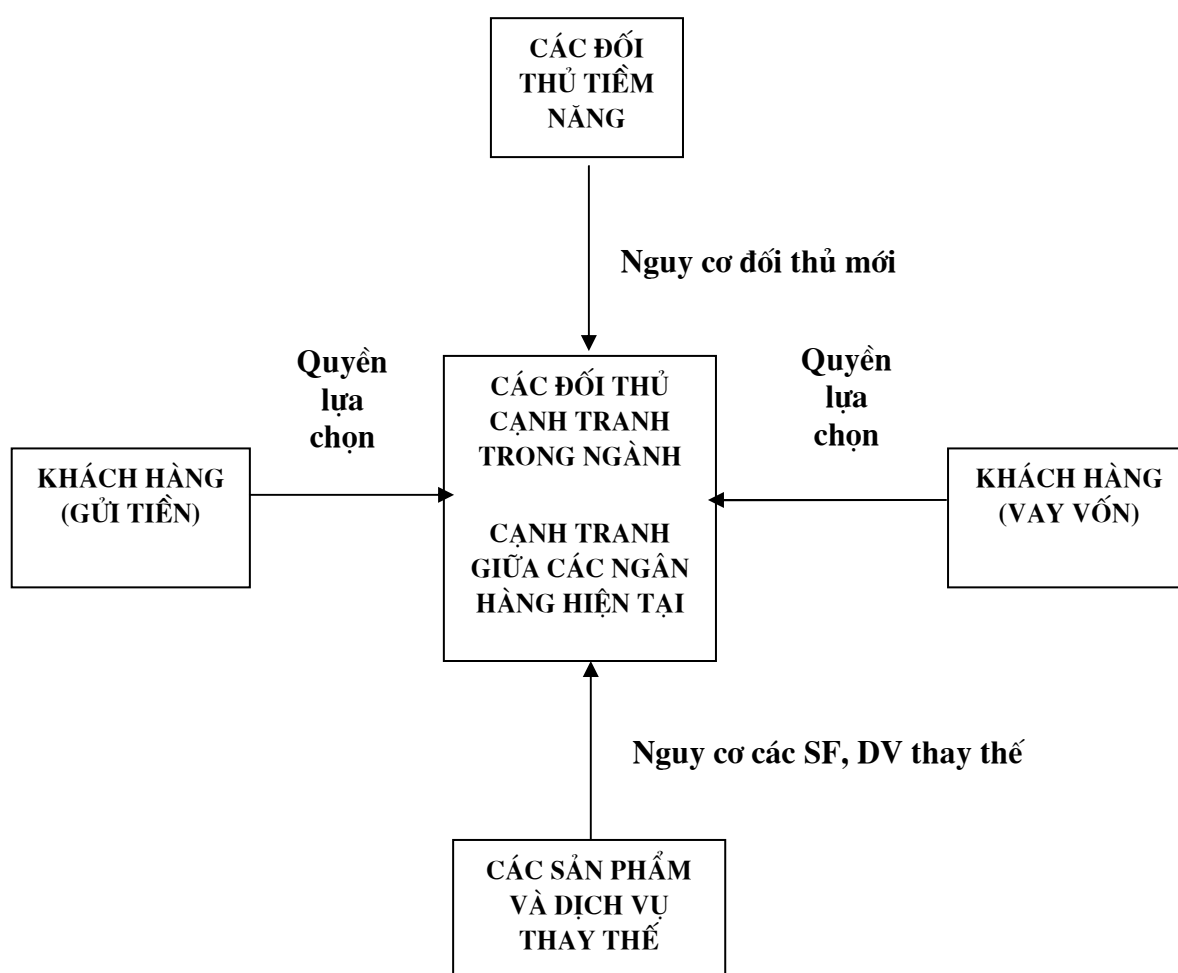 CÁC ĐỐI
THỦ TIỀM
NĂNG
Nguy cơ đối thủ mới
Quyền
lựa
chọn
CÁC ĐỐI THỦ
CẠNH TRANH
TRONG NGÀNH
CẠNH TRANH
GIỮA CÁC NGÂN
HÀNG HIỆN TẠI
Quyền
lựa
chọn
KHÁCH HÀNG
(GỬI TIỀN)
KHÁCH HÀNG
(VAY VỐN)
Nguy cơ các SF, DV thay thế
CÁC SẢN PHẨM
VÀ DỊCH VỤ
THAY THẾ